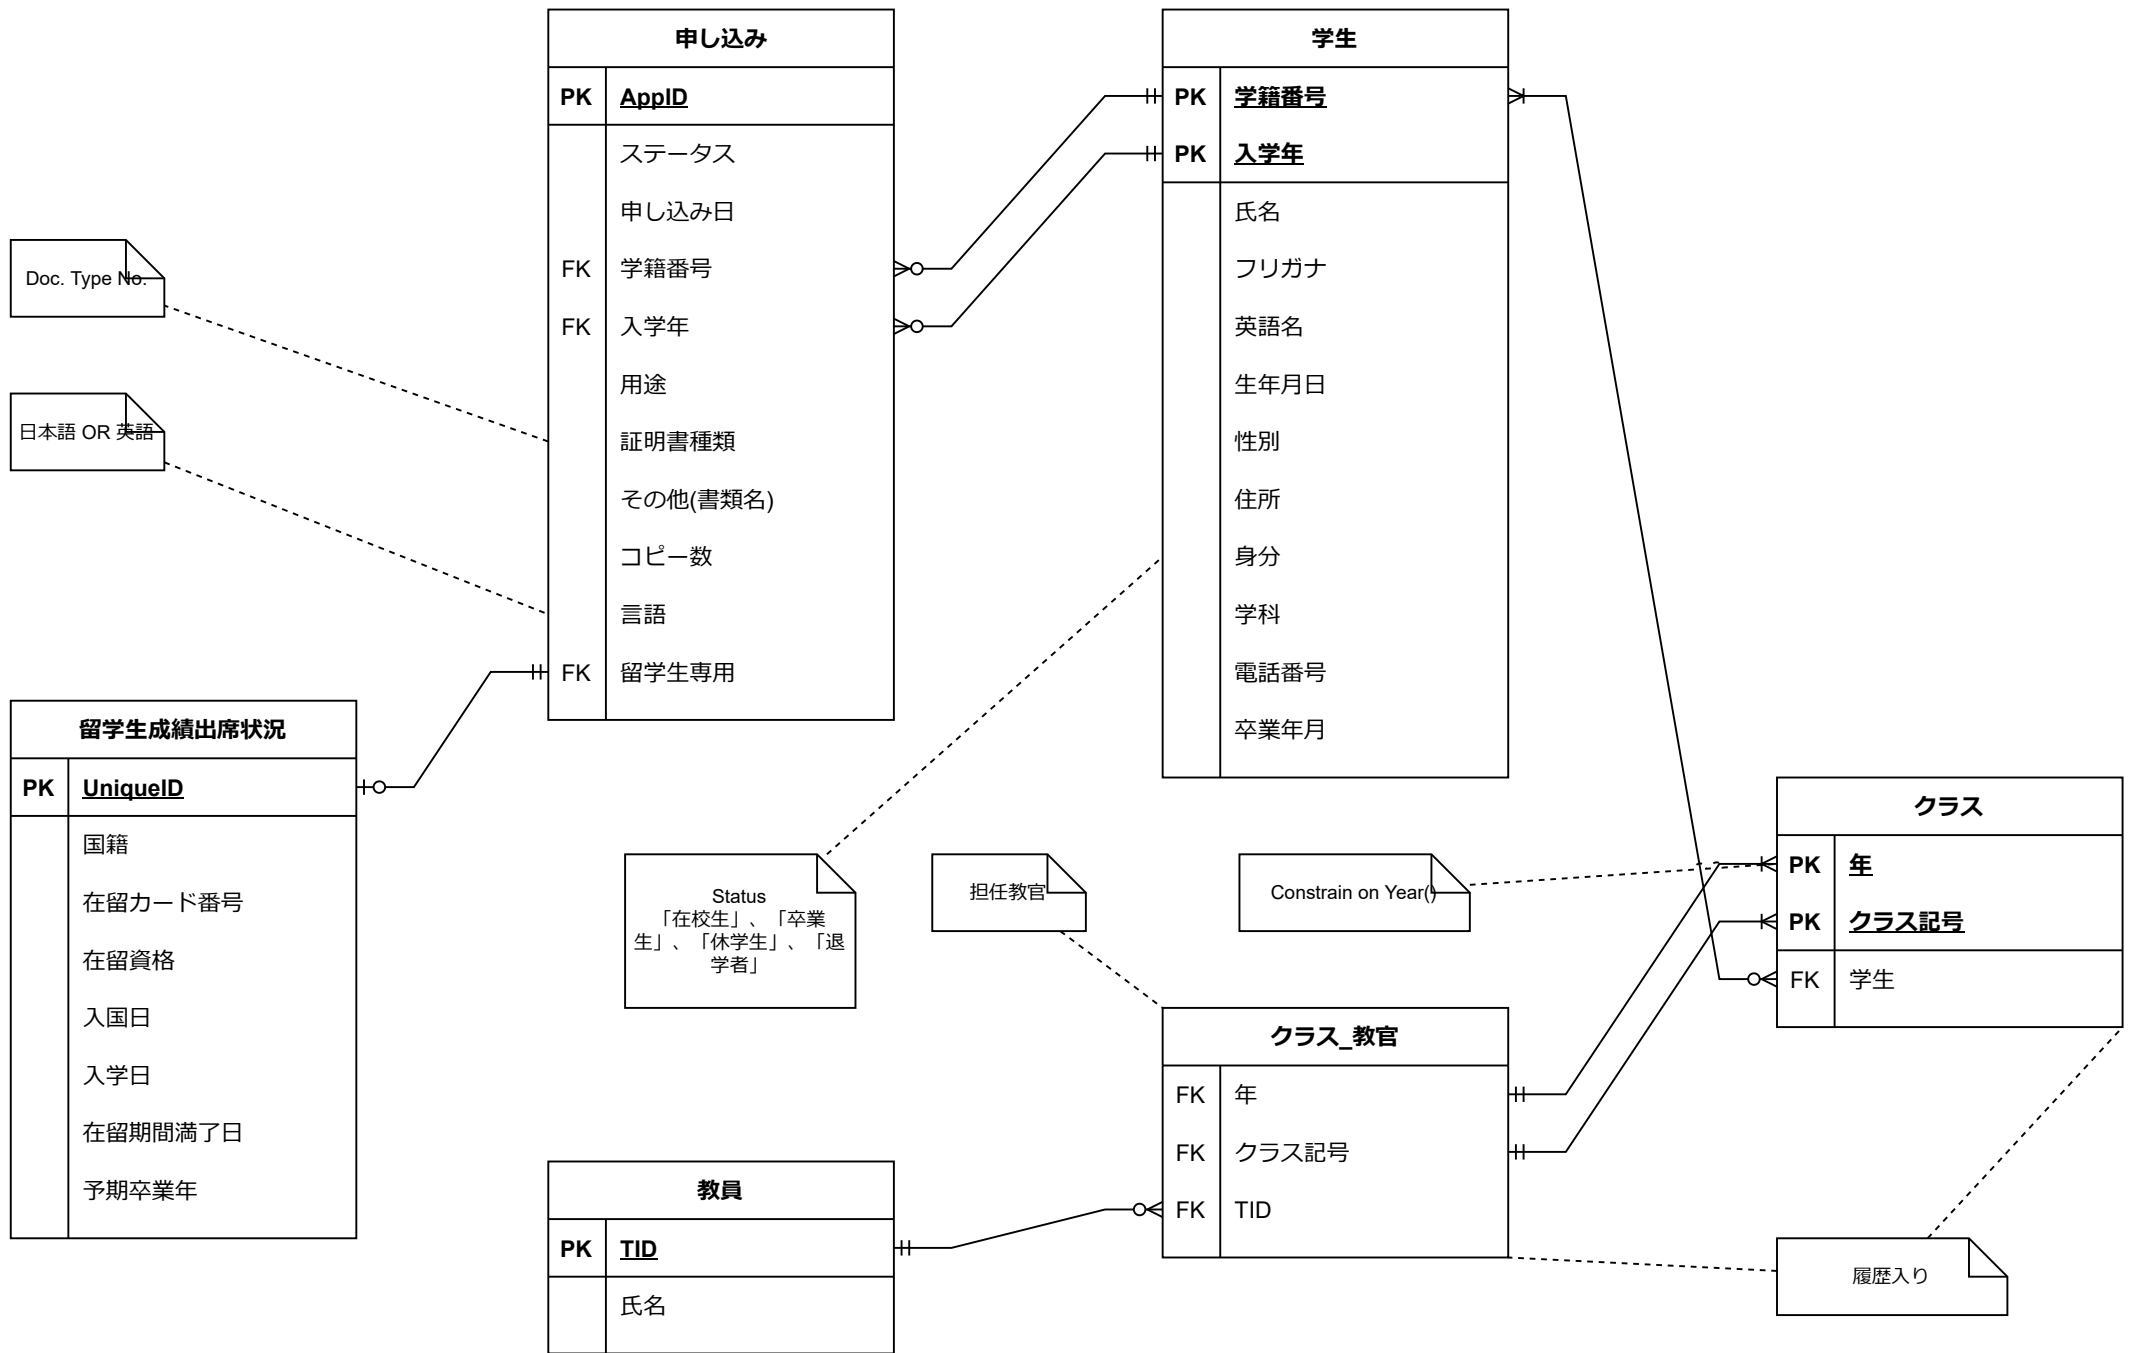 申し込み
PK AppID
ステータス
申し込み日
FK 学籍番号
FK 入学年
用途
証明書種類
その他(書類名)
コピー数
言語
FK 留学生専用
学生
PK 学籍番号
PK 入学年
氏名
フリガナ
英語名
生年月日
性別
住所
身分
学科
電話番号
卒業年月
Doc. Type No.
日本語 OR 英語
留学生成績出席状況
PK UniqueID
国籍
在留カード番号
在留資格
入国日
入学日
在留期間満了日
予期卒業年
Status
「在校生」、「卒業
生」、「休学生」、「退
学者」
担任教官
Constrain on Year()
クラス
PK 年
PK クラス記号
FK 学生
クラス_教官
FK 年
FK クラス記号
FK TID
教員
PK TID
氏名
履歴入り